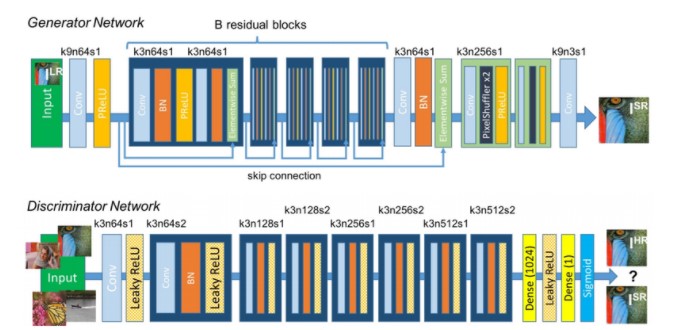 Generator Network
B residual blocks
k9n64s1
k3n64s1 k3n64s1
k3n64s1
k3n256s1
k9n3s1
I LR
Input
Conv
PReLU
Conv
BN
PReLU
Elementwise Sum
Conv
BN
Elementwise Sum
Conv
PixelShuffler x2
PReLU
Conv
I SR
skip connection
Discriminator Network
k3n64s1
k3n64s2
k3n128s1
k3n128s2
k3n256s1
k3n256s2
k3n512s1
k3n512s2
Input
Conv
Leaky ReLU
Conv
BN
Leaky ReLU
Dense (1024)
Leaky ReLU
Dense (1)
Sigmoid
I HR
?
I SR